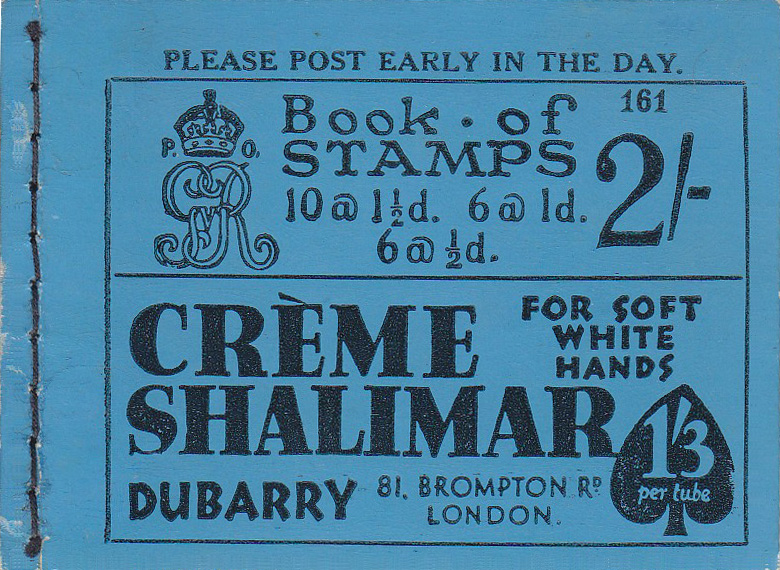 PLEASE POST EARLY IN THE DAY.
161
Book·of
STAMPS
P. O.
GRV
10@1½d. 6@1d.
6@½d.
2/-
CRÈME
SHALIMAR
FOR SOFT
WHITE
HANDS
1/3
per tube
DUBARRY
81, BROMPTON RD
LONDON.